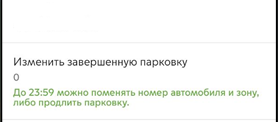 Изменить завершенную парковку
0
До 23:59 можно поменять номер автомобиля и зону,
либо продлить парковку.